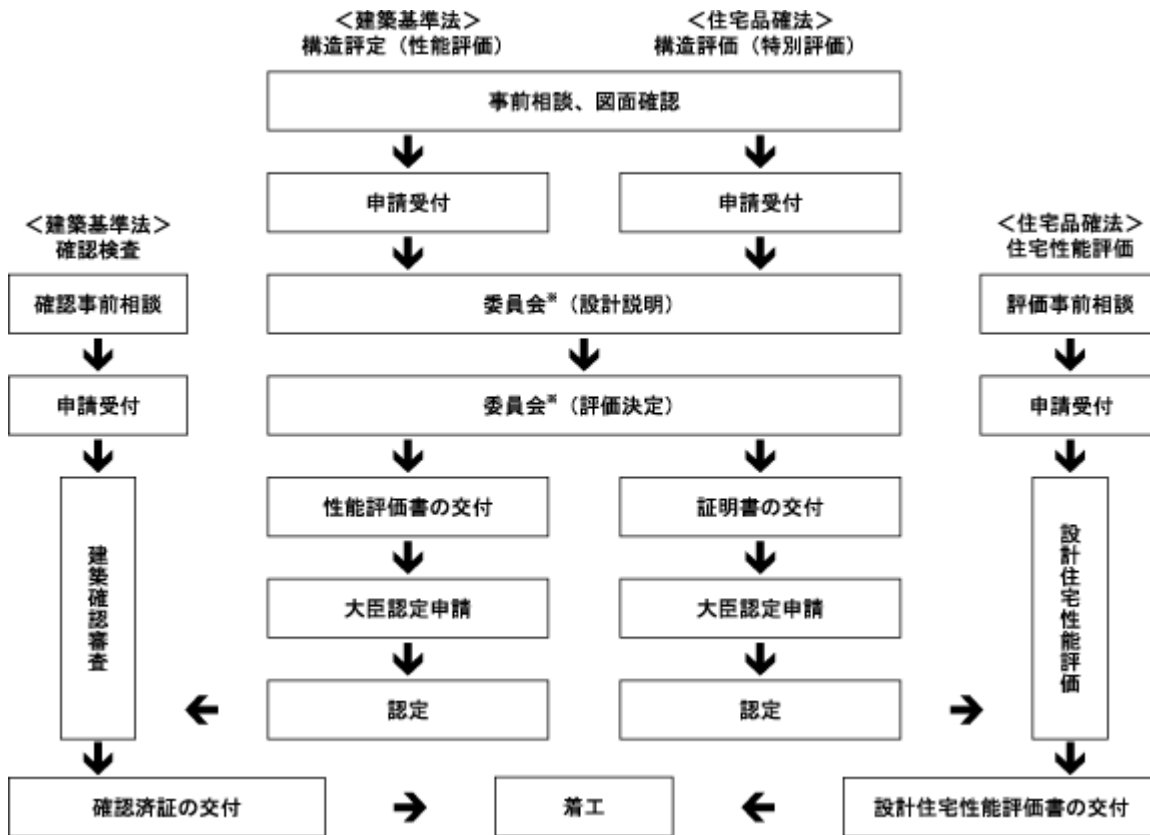 ＜建築基準法＞
構造評定（性能評価）
＜住宅品確法＞
構造評価（特別評価）
事前相談、図面確認
申請受付
申請受付
＜建築基準法＞
確認検査
＜住宅品確法＞
住宅性能評価
確認事前相談
委員会※（設計説明）
評価事前相談
申請受付
委員会※（評価決定）
申請受付
建築確認審査
性能評価書の交付
証明書の交付
設計住宅性能評価
大臣認定申請
大臣認定申請
認定
認定
確認済証の交付
着工
設計住宅性能評価書の交付